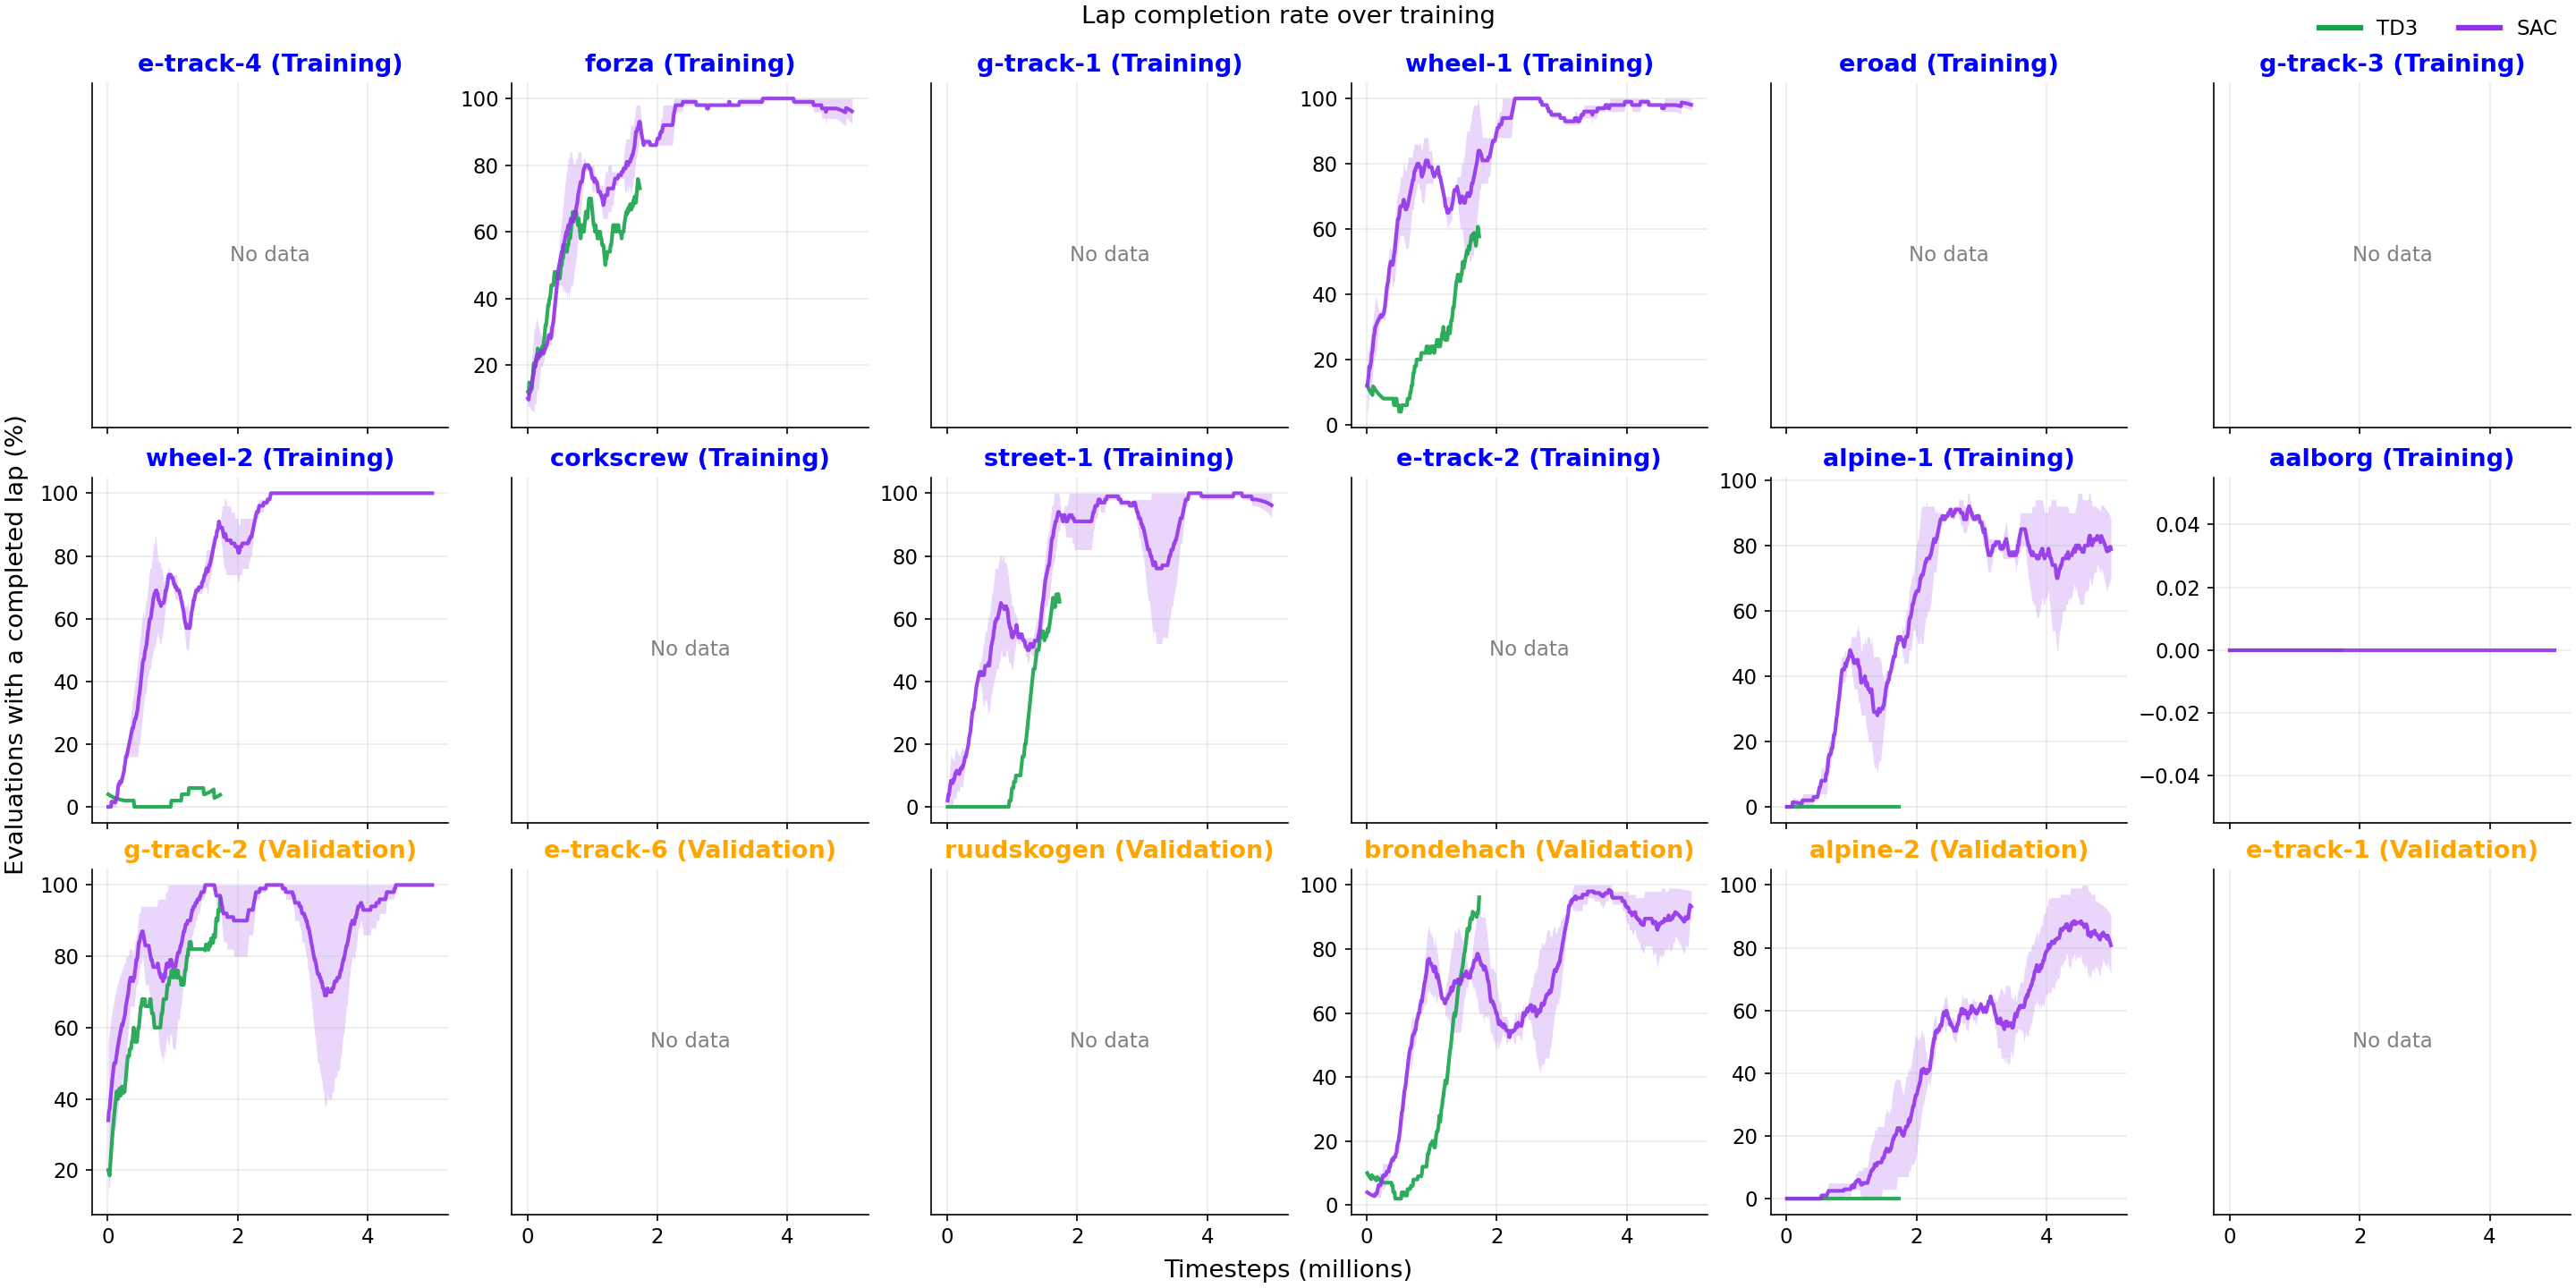 Lap completion rate over training
TD3 SAC
e-track-4 (Training) forza (Training) g-track-1 (Training) wheel-1 (Training) eroad (Training) g-track-3 (Training)
100 100
80 80
60 60
No data No data No data No data
40 40
20 20
0
wheel-2 (Training) corkscrew (Training) street-1 (Training) e-track-2 (Training) alpine-1 (Training) aalborg (Training)
100 100 100
80 80 80 0.04
60 60 60 0.02
No data No data 0.00
40 40 40
20 20 20 −0.02
0 0 0 −0.04
g-track-2 (Validation) e-track-6 (Validation) ruudskogen (Validation) brondehach (Validation) alpine-2 (Validation) e-track-1 (Validation)
100 100 100
80 80 80
60 60 60
No data No data No data
40 40 40
20 20 20
0 0
0 2 4 0 2 4 0 2 4 0 2 4 0 2 4 0 2 4
Evaluations with a completed lap (%)
Timesteps (millions)